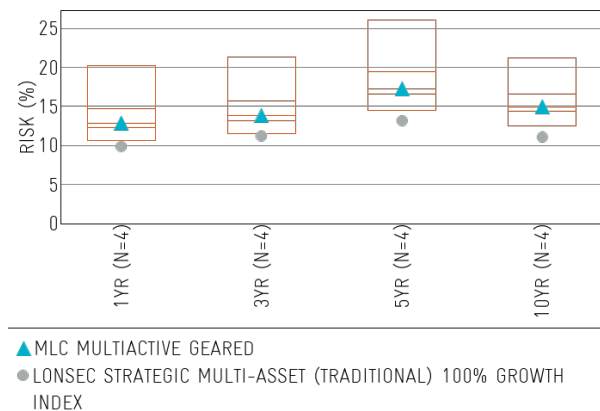 25
20
15
10
5
0
RISK (%)
1YR (N=4)
3YR (N=4)
5YR (N=4)
10YR (N=4)
MLC MULTIACTIVE GEARED
LONSEC STRATEGIC MULTI-ASSET (TRADITIONAL) 100% GROWTH
INDEX